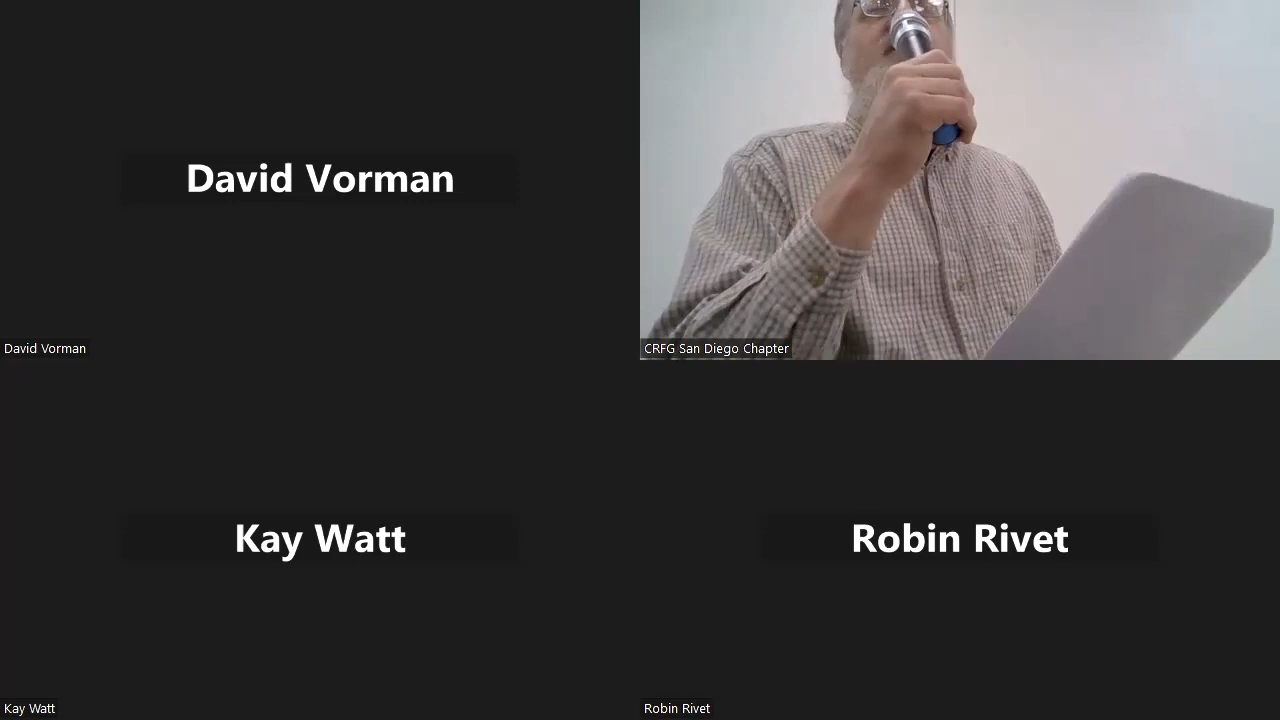 David Vorman
David Vorman
CRFG San Diego Chapter
Kay Watt
Kay Watt
Robin Rivet
Robin Rivet